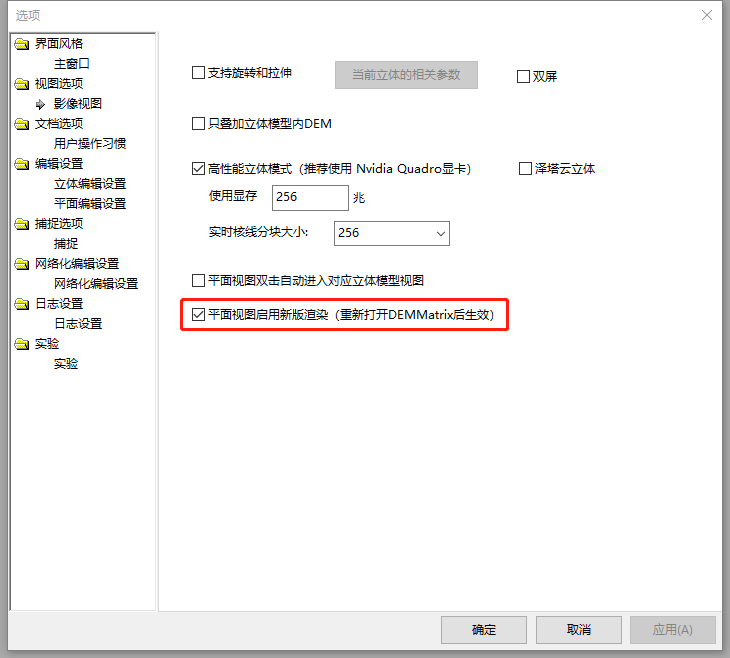 选项
界面风格
主窗口
视图选项
影像视图
文档选项
用户操作习惯
编辑设置
立体编辑设置
平面编辑设置
捕捉选项
捕捉
网络化编辑设置
网络化编辑设置
日志设置
日志设置
实验
实验
支持旋转和拉伸 当前立体的相关参数 双屏
只叠加立体模型内DEM
高性能立体模式（推荐使用 Nvidia Quadro显卡） 泽塔云立体
使用显存 256 兆
实时核线分块大小: 256
平面视图双击自动进入对应立体模型视图
平面视图启用新版渲染（重新打开DEMMatrix后生效）
确定 取消 应用(A)